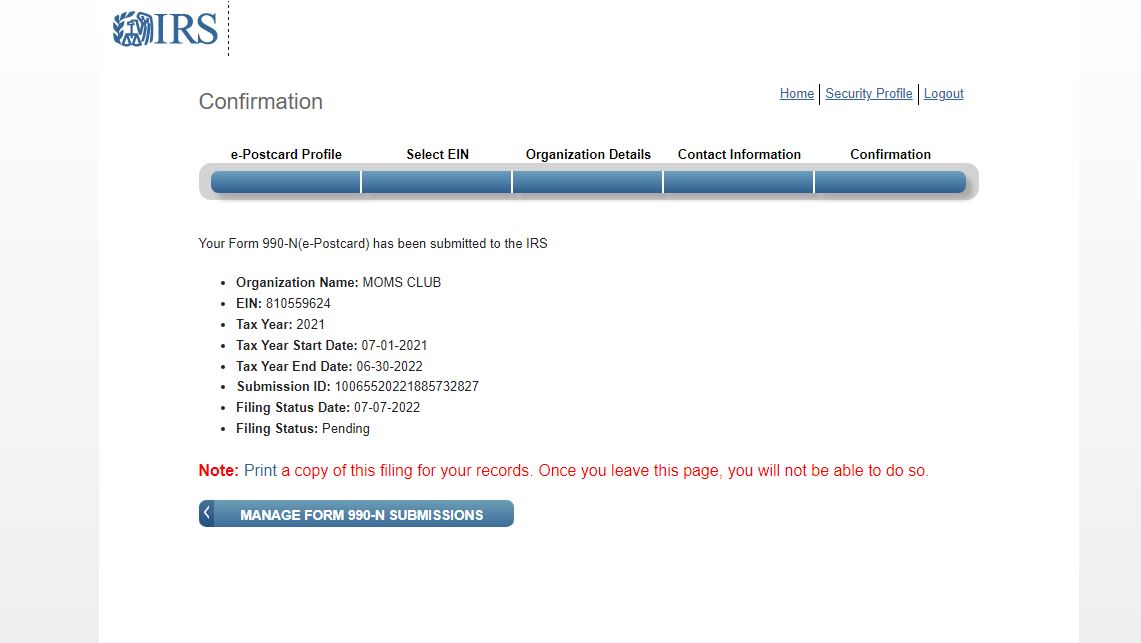 IRS
Home Security Profile Logout
Confirmation
e-Postcard Profile Select EIN Organization Details Contact Information Confirmation
Your Form 990-N(e-Postcard) has been submitted to the IRS
Organization Name: MOMS CLUB
EIN: 810559624
Tax Year: 2021
Tax Year Start Date: 07-01-2021
Tax Year End Date: 06-30-2022
Submission ID: 10065520221885732827
Filing Status Date: 07-07-2022
Filing Status: Pending
Note: Print a copy of this filing for your records. Once you leave this page, you will not be able to do so.
MANAGE FORM 990-N SUBMISSIONS